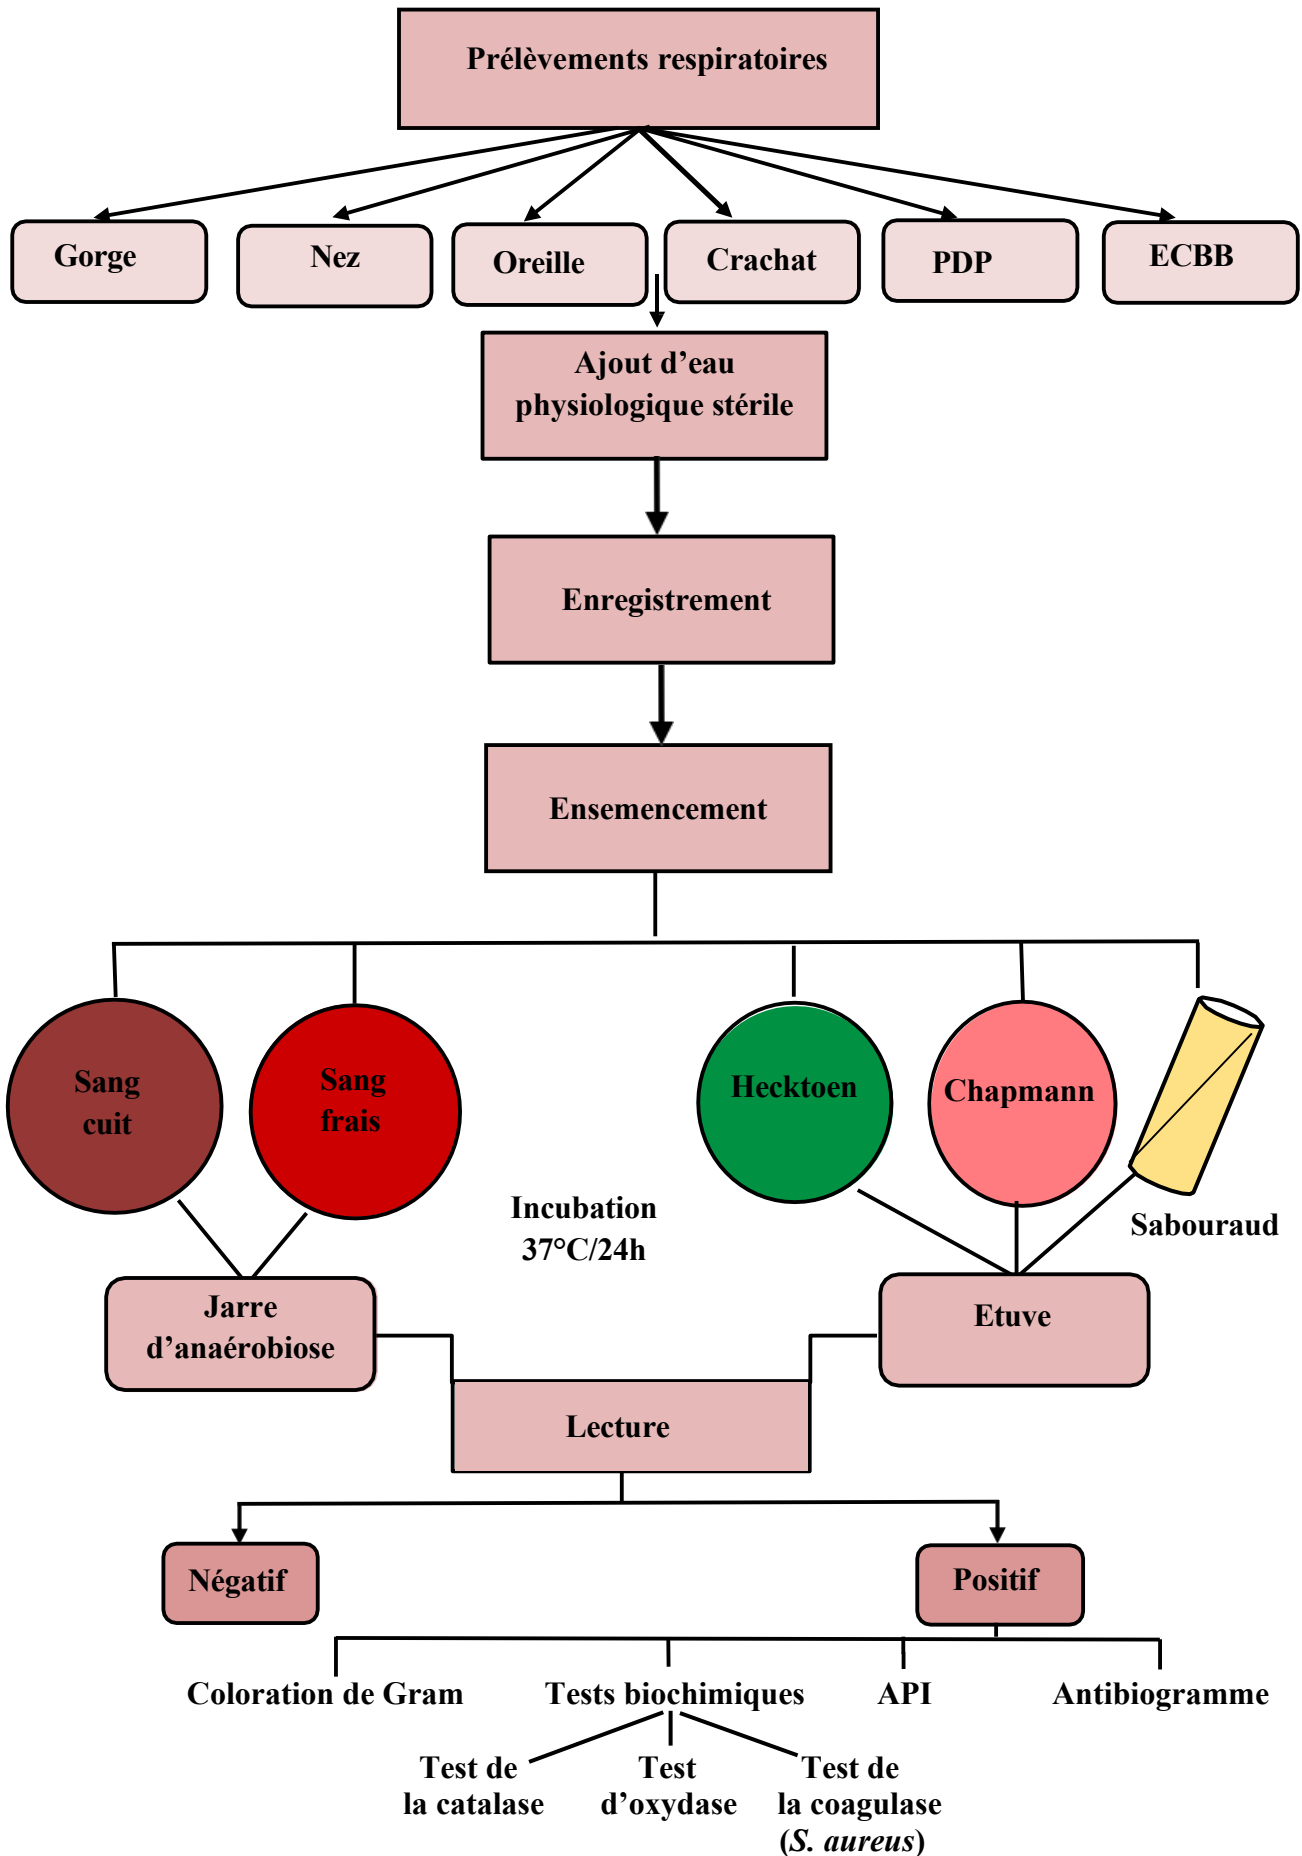 Prélèvements respiratoires
Gorge
Nez
Oreille
Crachat
PDP
ECBB
Ajout d’eau
physiologique stérile
Enregistrement
Ensemencement
Sang
cuit
Sang
frais
Hecktoen
Chapmann
Sabouraud
Incubation
37°C/24h
Jarre
d’anaérobiose
Etuve
Lecture
Négatif
Positif
Coloration de Gram
Tests biochimiques
API
Antibiogramme
Test de
la catalase
Test
d’oxydase
Test de
la coagulase
(S. aureus)